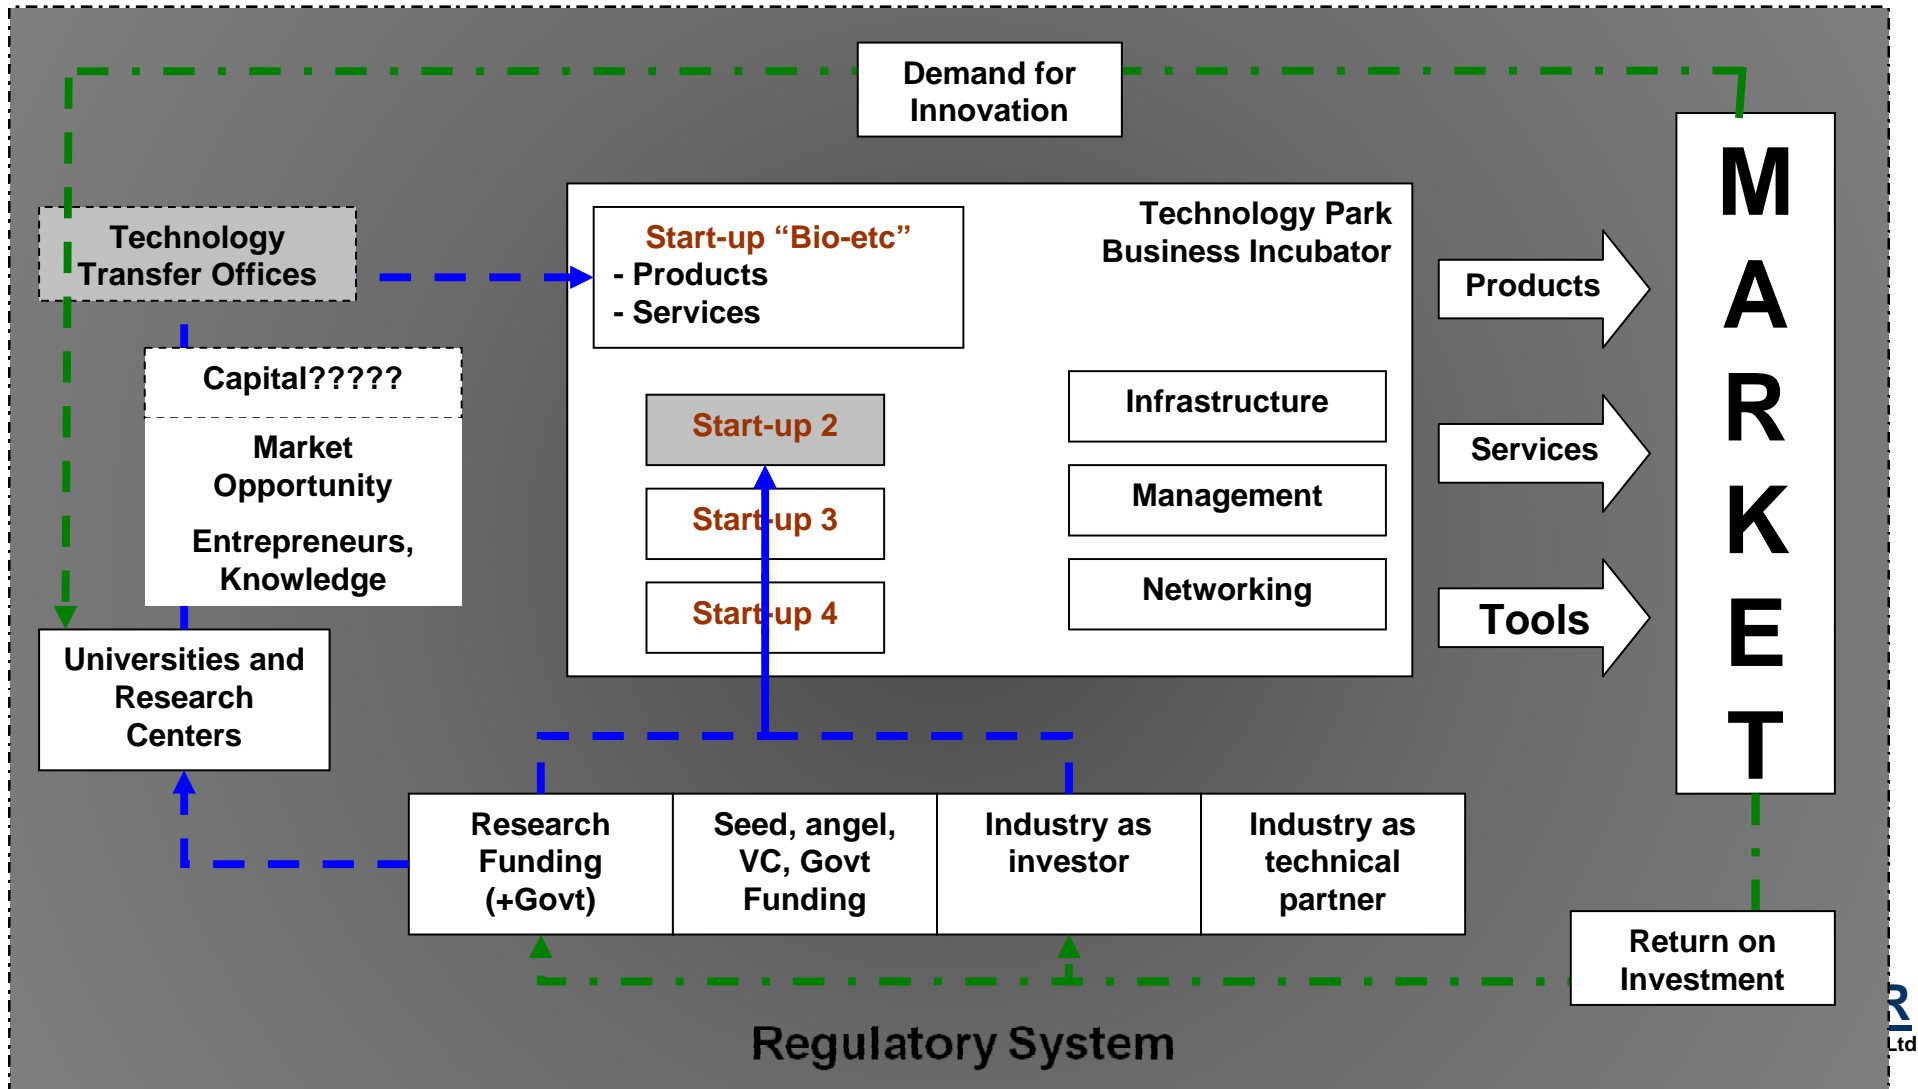 Demand for
Innovation
Technology
Transfer Offices
Start-up “Bio-etc”
- Products
- Services
Technology Park
Business Incubator
Products
Services
Tools
MARKET
Capital?????
Market
Opportunity
Entrepreneurs,
Knowledge
Start-up 2
Start-up 3
Start-up 4
Infrastructure
Management
Networking
Universities and
Research
Centers
Research
Funding
(+Govt)
Seed, angel,
VC, Govt
Funding
Industry as
investor
Industry as
technical
partner
Return on
Investment
Regulatory System
R
Ltd